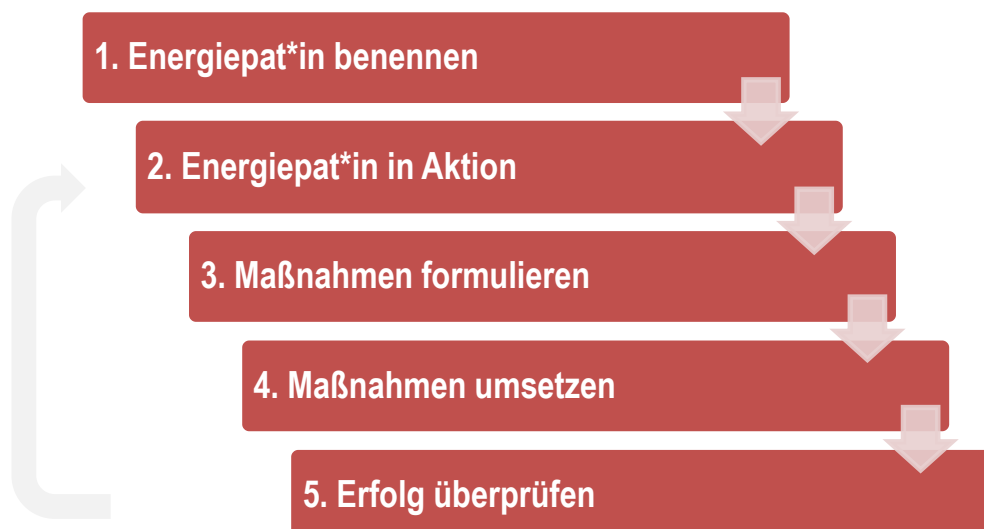 1. Energiepat*in benennen
2. Energiepat*in in Aktion
3. Maßnahmen formulieren
4. Maßnahmen umsetzen
5. Erfolg überprüfen